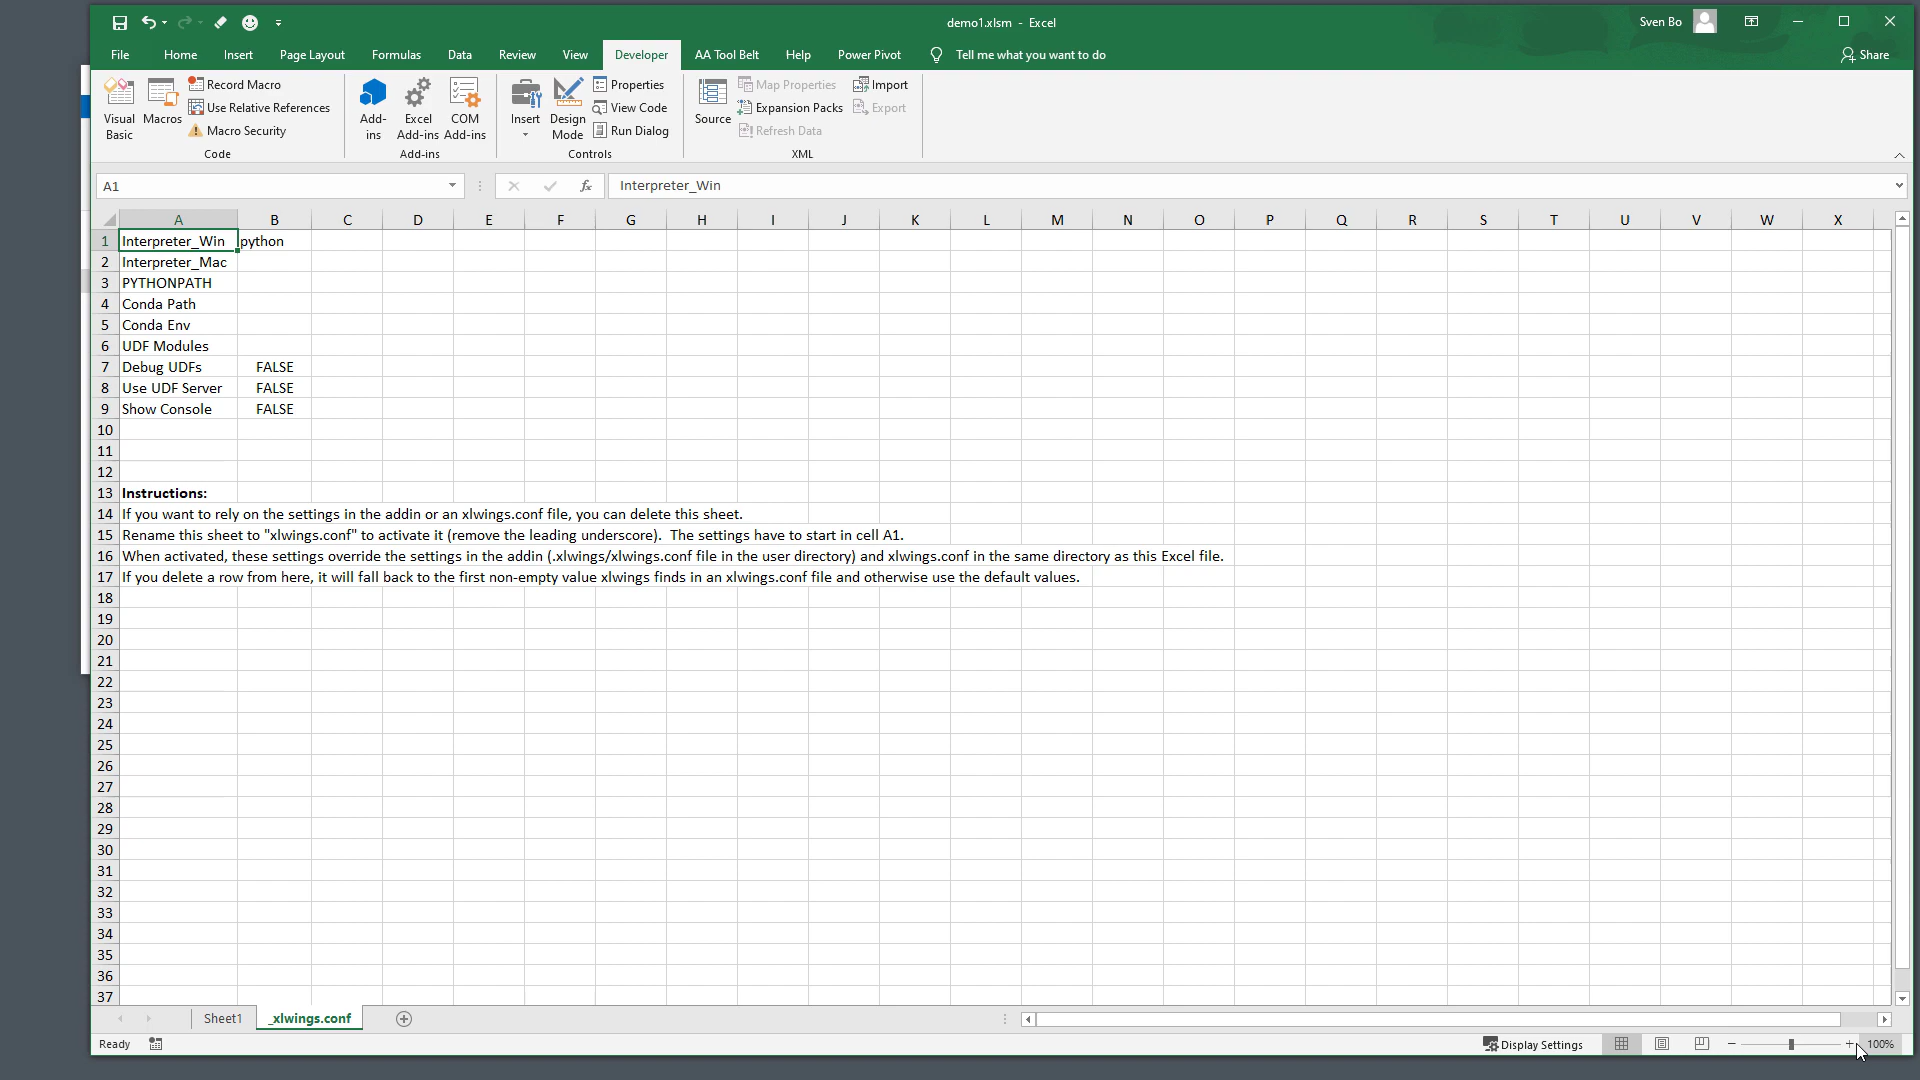 demo1.xlsm - Excel
Sven Bo
File Home Insert Page Layout Formulas Data Review View Developer AA Tool Belt Help Power Pivot Tell me what you want to do Share
Visual Basic
Macros
Record Macro
Use Relative References
Macro Security
Code
Add-ins
Excel Add-ins
COM Add-ins
Add-ins
Insert
Design Mode
Properties
View Code
Run Dialog
Controls
Source
Map Properties
Expansion Packs
Refresh Data
Import
Export
XML
A1 fx Interpreter_Win
A B C D E F G H I J K L M N O P Q R S T U V W X
1 Interpreter_Win python
2 Interpreter_Mac
3 PYTHONPATH
4 Conda Path
5 Conda Env
6 UDF Modules
7 Debug UDFs FALSE
8 Use UDF Server FALSE
9 Show Console FALSE
10
11
12
13 Instructions:
14 If you want to rely on the settings in the addin or an xlwings.conf file, you can delete this sheet.
15 Rename this sheet to "xlwings.conf" to activate it (remove the leading underscore). The settings have to start in cell A1.
16 When activated, these settings override the settings in the addin (.xlwings/xlwings.conf file in the user directory) and xlwings.conf in the same directory as this Excel file.
17 If you delete a row from here, it will fall back to the first non-empty value xlwings finds in an xlwings.conf file and otherwise use the default values.
18
19
20
21
22
23
24
25
26
27
28
29
30
31
32
33
34
35
36
37
Sheet1 _xlwings.conf
Ready Display Settings 100%